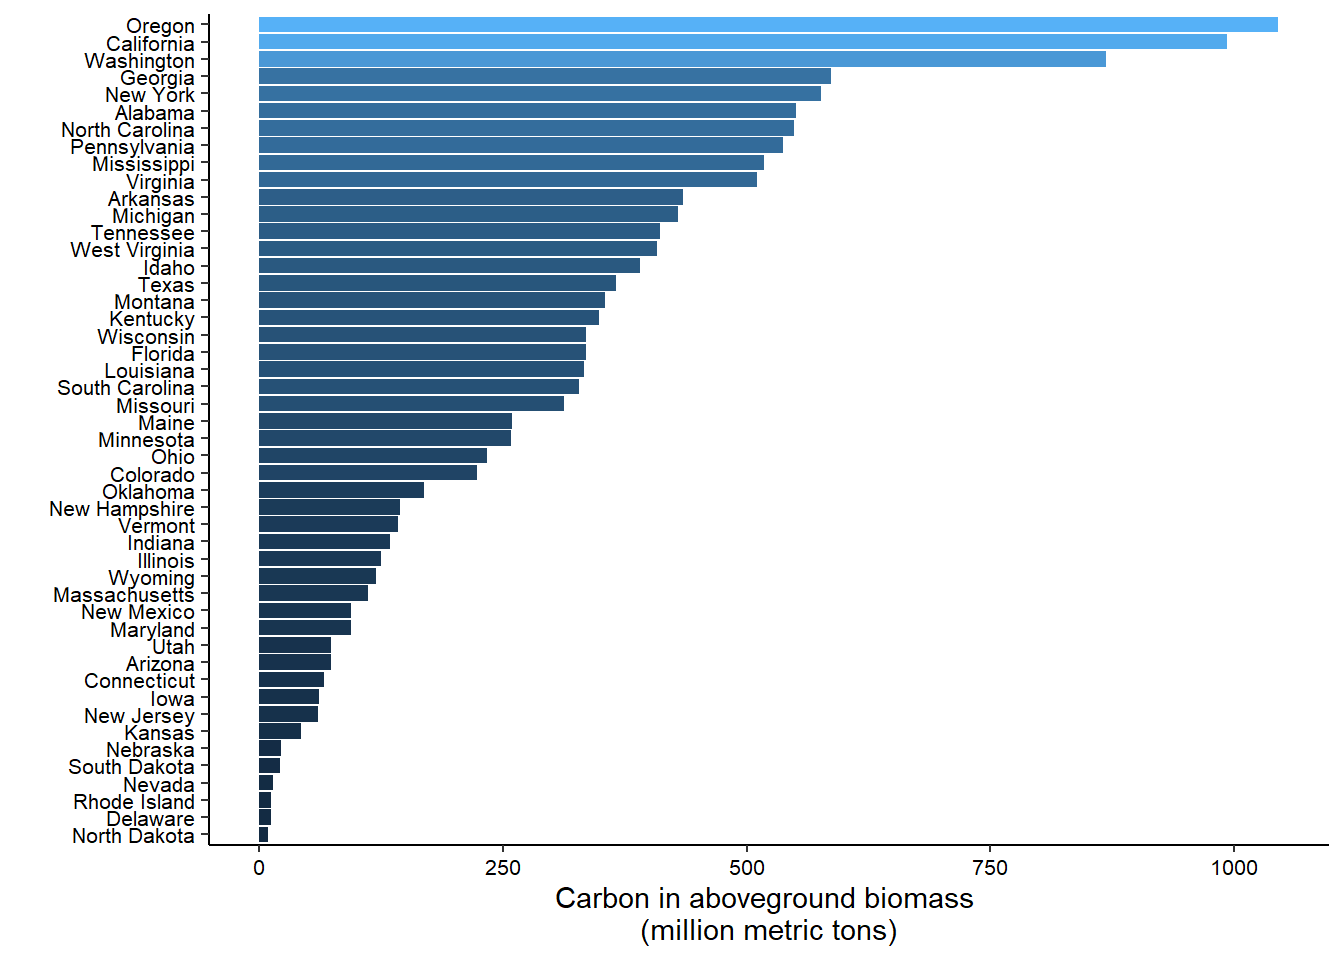 Oregon
California
Washington
Georgia
New York
Alabama
North Carolina
Pennsylvania
Mississippi
Virginia
Arkansas
Michigan
Tennessee
West Virginia
Idaho
Texas
Montana
Kentucky
Wisconsin
Florida
Louisiana
South Carolina
Missouri
Maine
Minnesota
Ohio
Colorado
Oklahoma
New Hampshire
Vermont
Indiana
Illinois
Wyoming
Massachusetts
New Mexico
Maryland
Utah
Arizona
Connecticut
Iowa
New Jersey
Kansas
Nebraska
South Dakota
Nevada
Rhode Island
Delaware
North Dakota
0 250 500 750 1000
Carbon in aboveground biomass
(million metric tons)